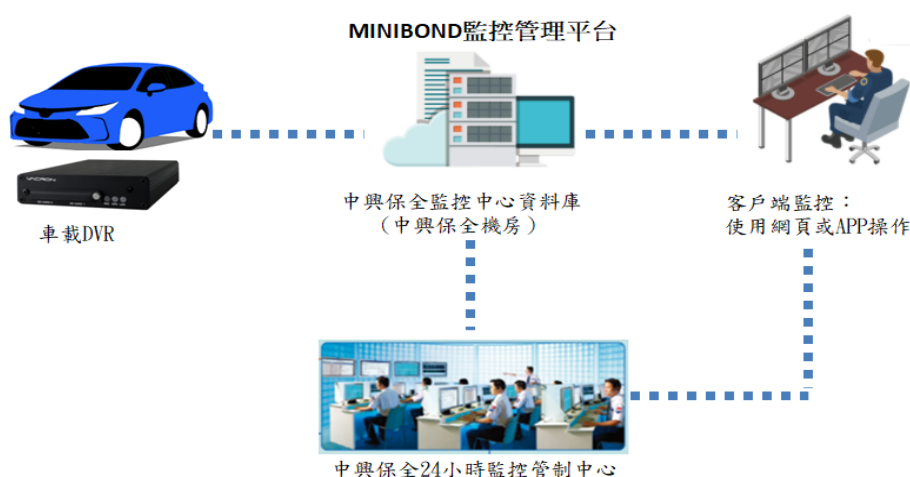 MINIBOND監控管理平台
VACRON
車載DVR
中興保全監控中心資料庫
(中興保全機房)
客戶端監控：
使用網頁或APP操作
中興保全24小時監控管制中心